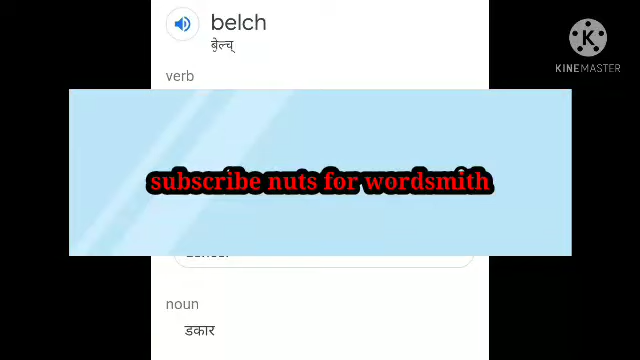 belch
बे़ल्च्
verb
KINEMASTER
subscribe nuts for wordsmith
noun
डकार